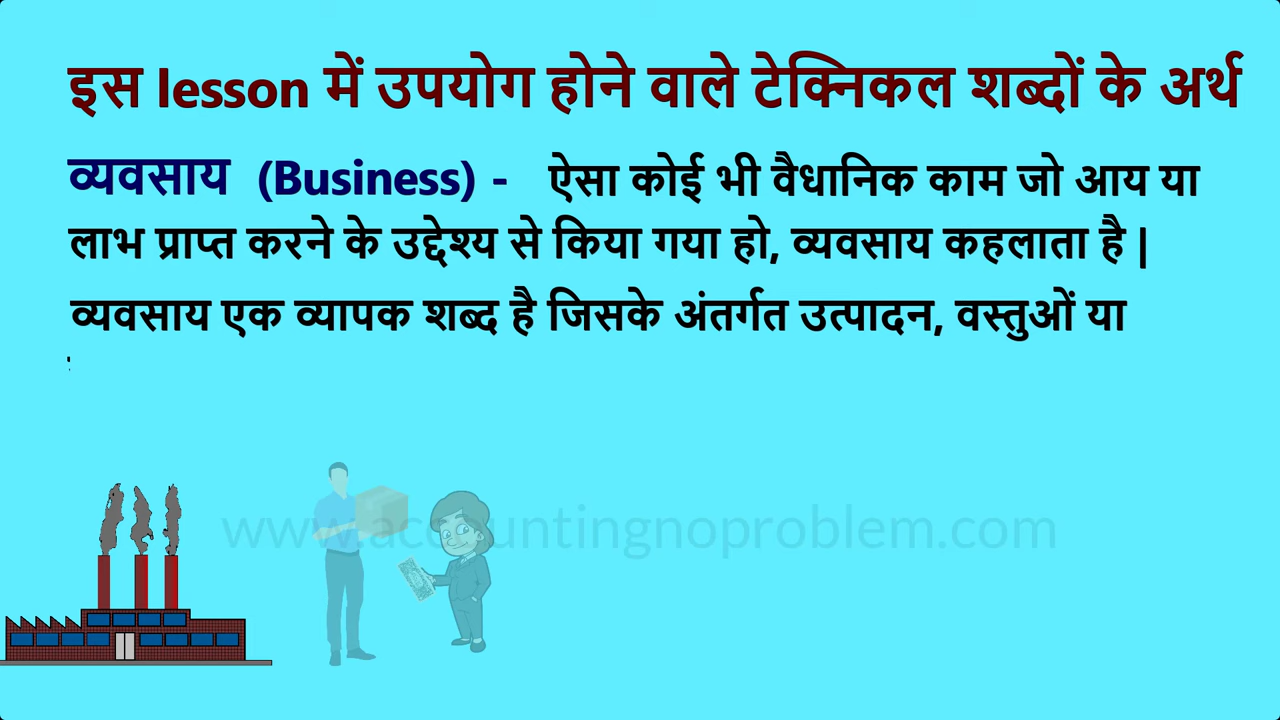 इस lesson में उपयोग होने वाले टेक्निकल शब्दों के अर्थ
व्यवसाय (Business) - ऐसा कोई भी वैधानिक काम जो आय या
लाभ प्राप्त करने के उद्देश्य से किया गया हो, व्यवसाय कहलाता है |
व्यवसाय एक व्यापक शब्द है जिसके अंतर्गत उत्पादन, वस्तुओं या
www.accountingnoproblem.com